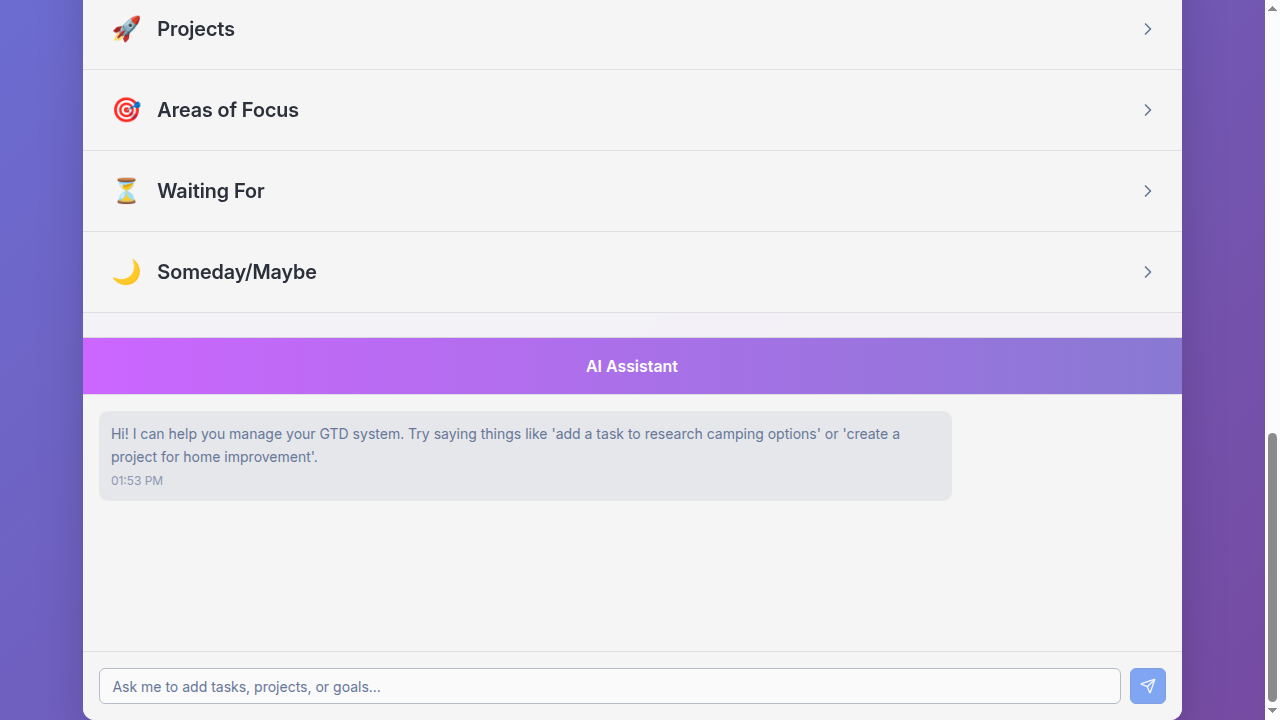 Projects
Areas of Focus
Waiting For
Someday/Maybe
AI Assistant
Hi! I can help you manage your GTD system. Try saying things like 'add a task to research camping options' or 'create a
project for home improvement'.
01:53 PM
Ask me to add tasks, projects, or goals...